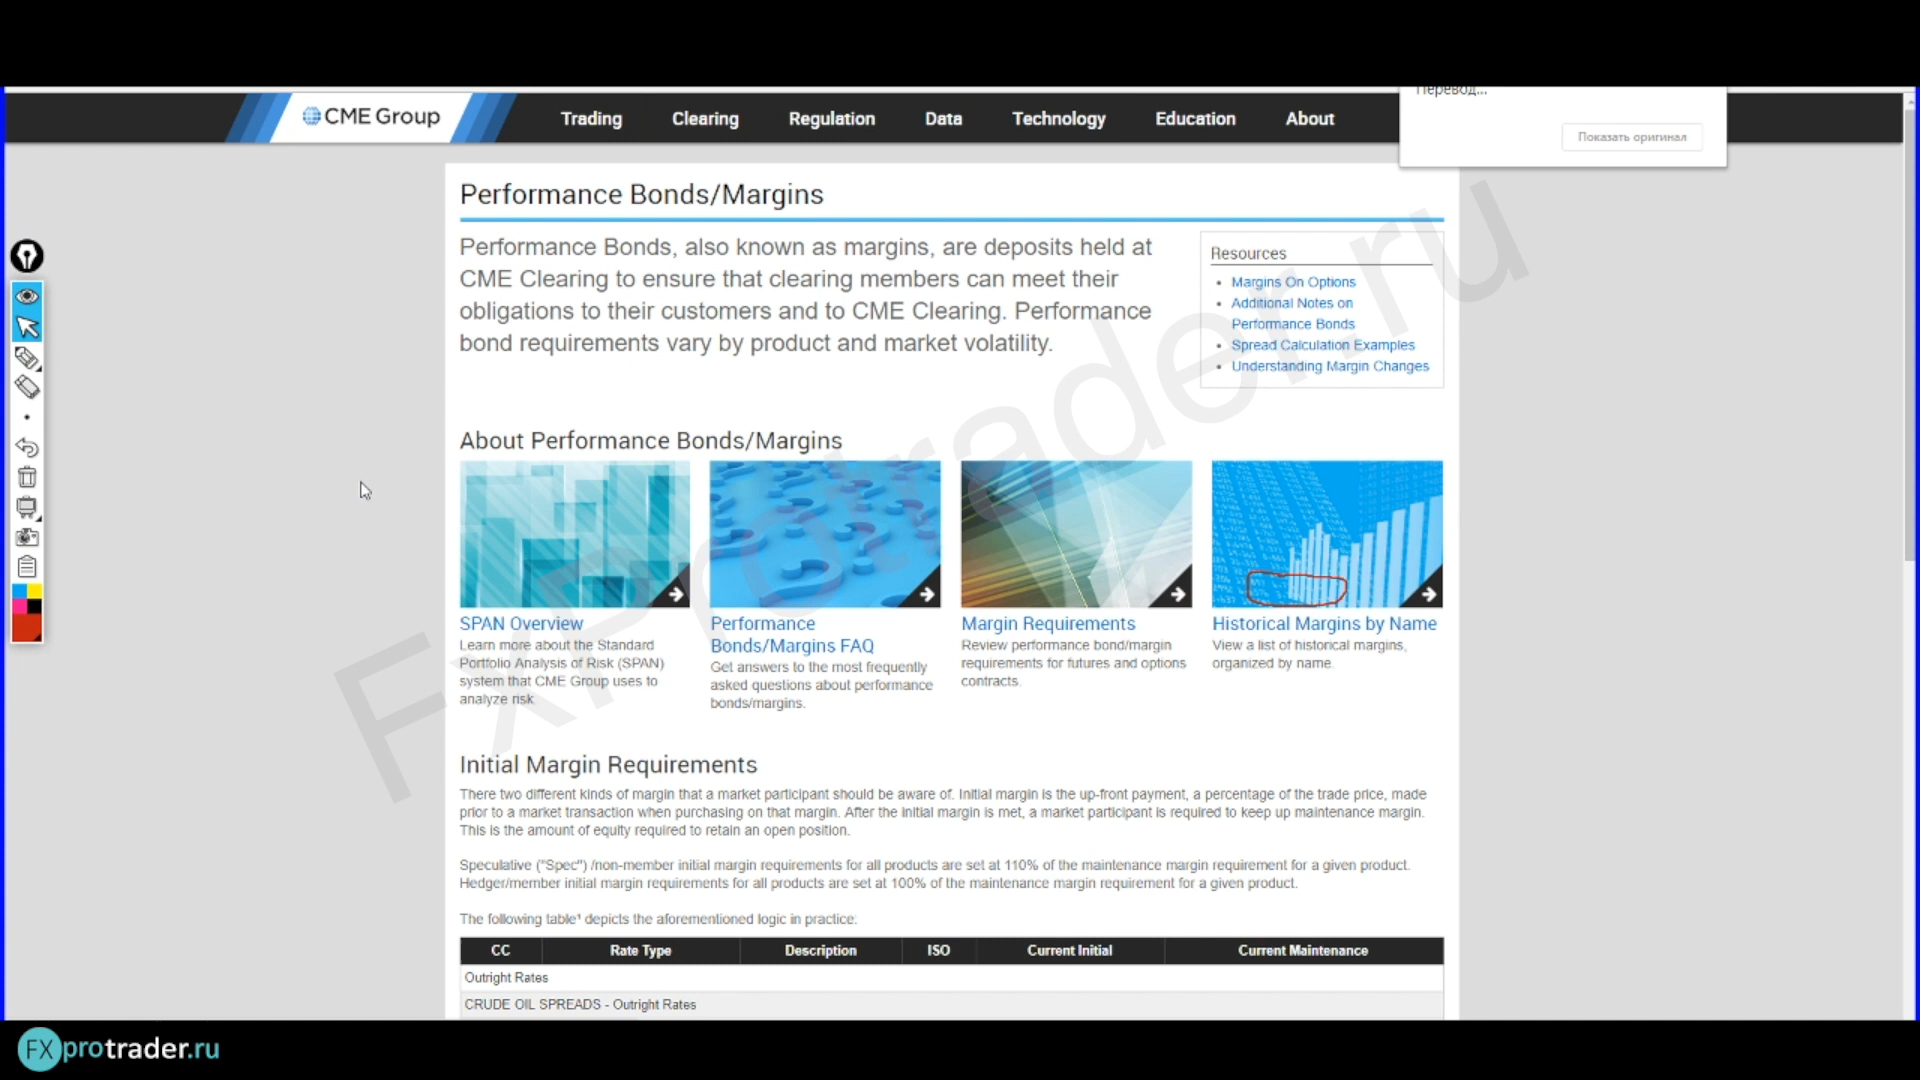 Перевод...
CME Group
Trading Clearing Regulation Data Technology Education About
Показать оригинал
Performance Bonds/Margins
Performance Bonds, also known as margins, are deposits held at
CME Clearing to ensure that clearing members can meet their
obligations to their customers and to CME Clearing. Performance
bond requirements vary by product and market volatility.
Resources
Margins On Options
Additional Notes on
Performance Bonds
Spread Calculation Examples
Understanding Margin Changes
About Performance Bonds/Margins
SPAN Overview
Learn more about the Standard
Portfolio Analysis of Risk (SPAN)
system that CME Group uses to
analyze risk.
Performance
Bonds/Margins FAQ
Get answers to the most frequently
asked questions about performance
bonds/margins.
Margin Requirements
Review performance bond/margin
requirements for futures and options
contracts.
Historical Margins by Name
View a list of historical margins,
organized by name.
Initial Margin Requirements
There two different kinds of margin that a market participant should be aware of. Initial margin is the up-front payment, a percentage of the trade price, made
prior to a market transaction when purchasing on that margin. After the initial margin is met, a market participant is required to keep up maintenance margin.
This is the amount of equity required to retain an open position.
Speculative ("Spec") /non-member initial margin requirements for all products are set at 110% of the maintenance margin requirement for a given product.
Hedger/member initial margin requirements for all products are set at 100% of the maintenance margin requirement for a given product.
The following table¹ depicts the aforementioned logic in practice:
CC Rate Type Description ISO Current Initial Current Maintenance
Outright Rates
CRUDE OIL SPREADS - Outright Rates
FxProtrader.ru
FXprotrader.ru